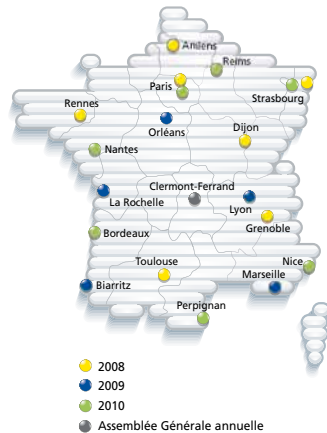 Amiens
Reims
Paris
Strasbourg
Rennes
Orléans
Dijon
Nantes
Clermont-Ferrand
La Rochelle
Lyon
Grenoble
Bordeaux
Toulouse
Nice
Marseille
Biarritz
Perpignan
2008
2009
2010
Assemblée Générale annuelle